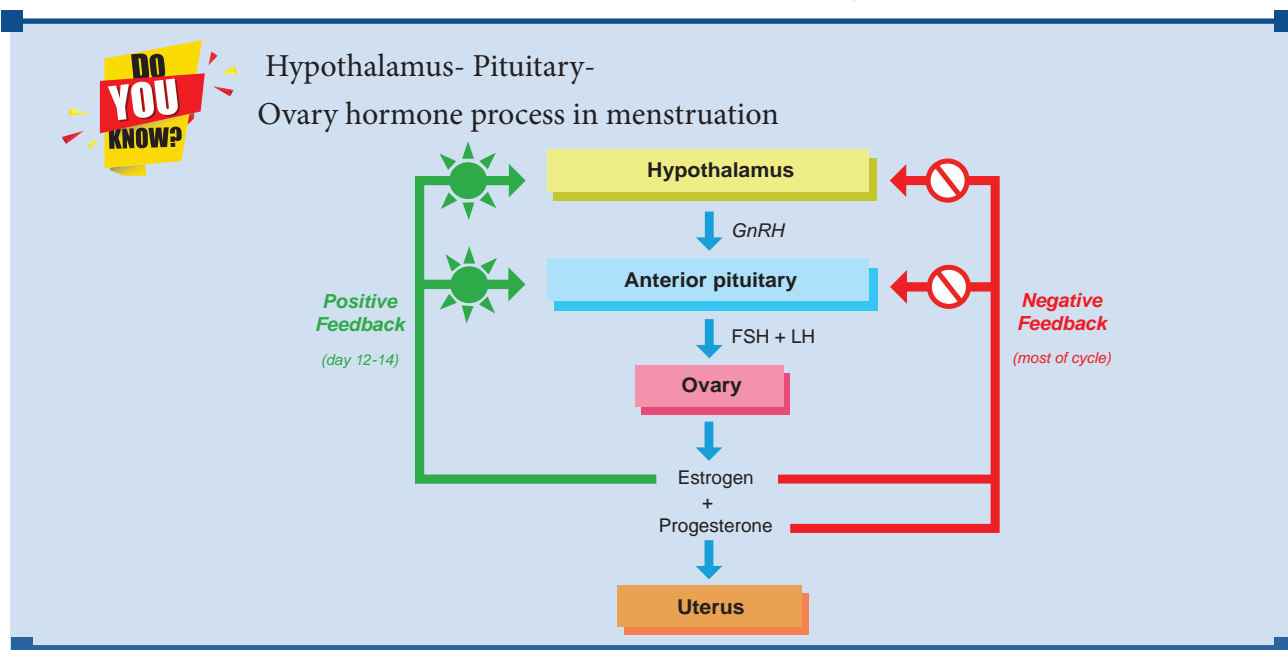 DO
YOU
KNOW?
Hypothalamus- Pituitary-
Ovary hormone process in menstruation
Hypothalamus
GnRH
Anterior pituitary
Positive
Feedback
(day 12-14)
Negative
Feedback
(most of cycle)
FSH + LH
Ovary
Estrogen
+
Progesterone
Uterus